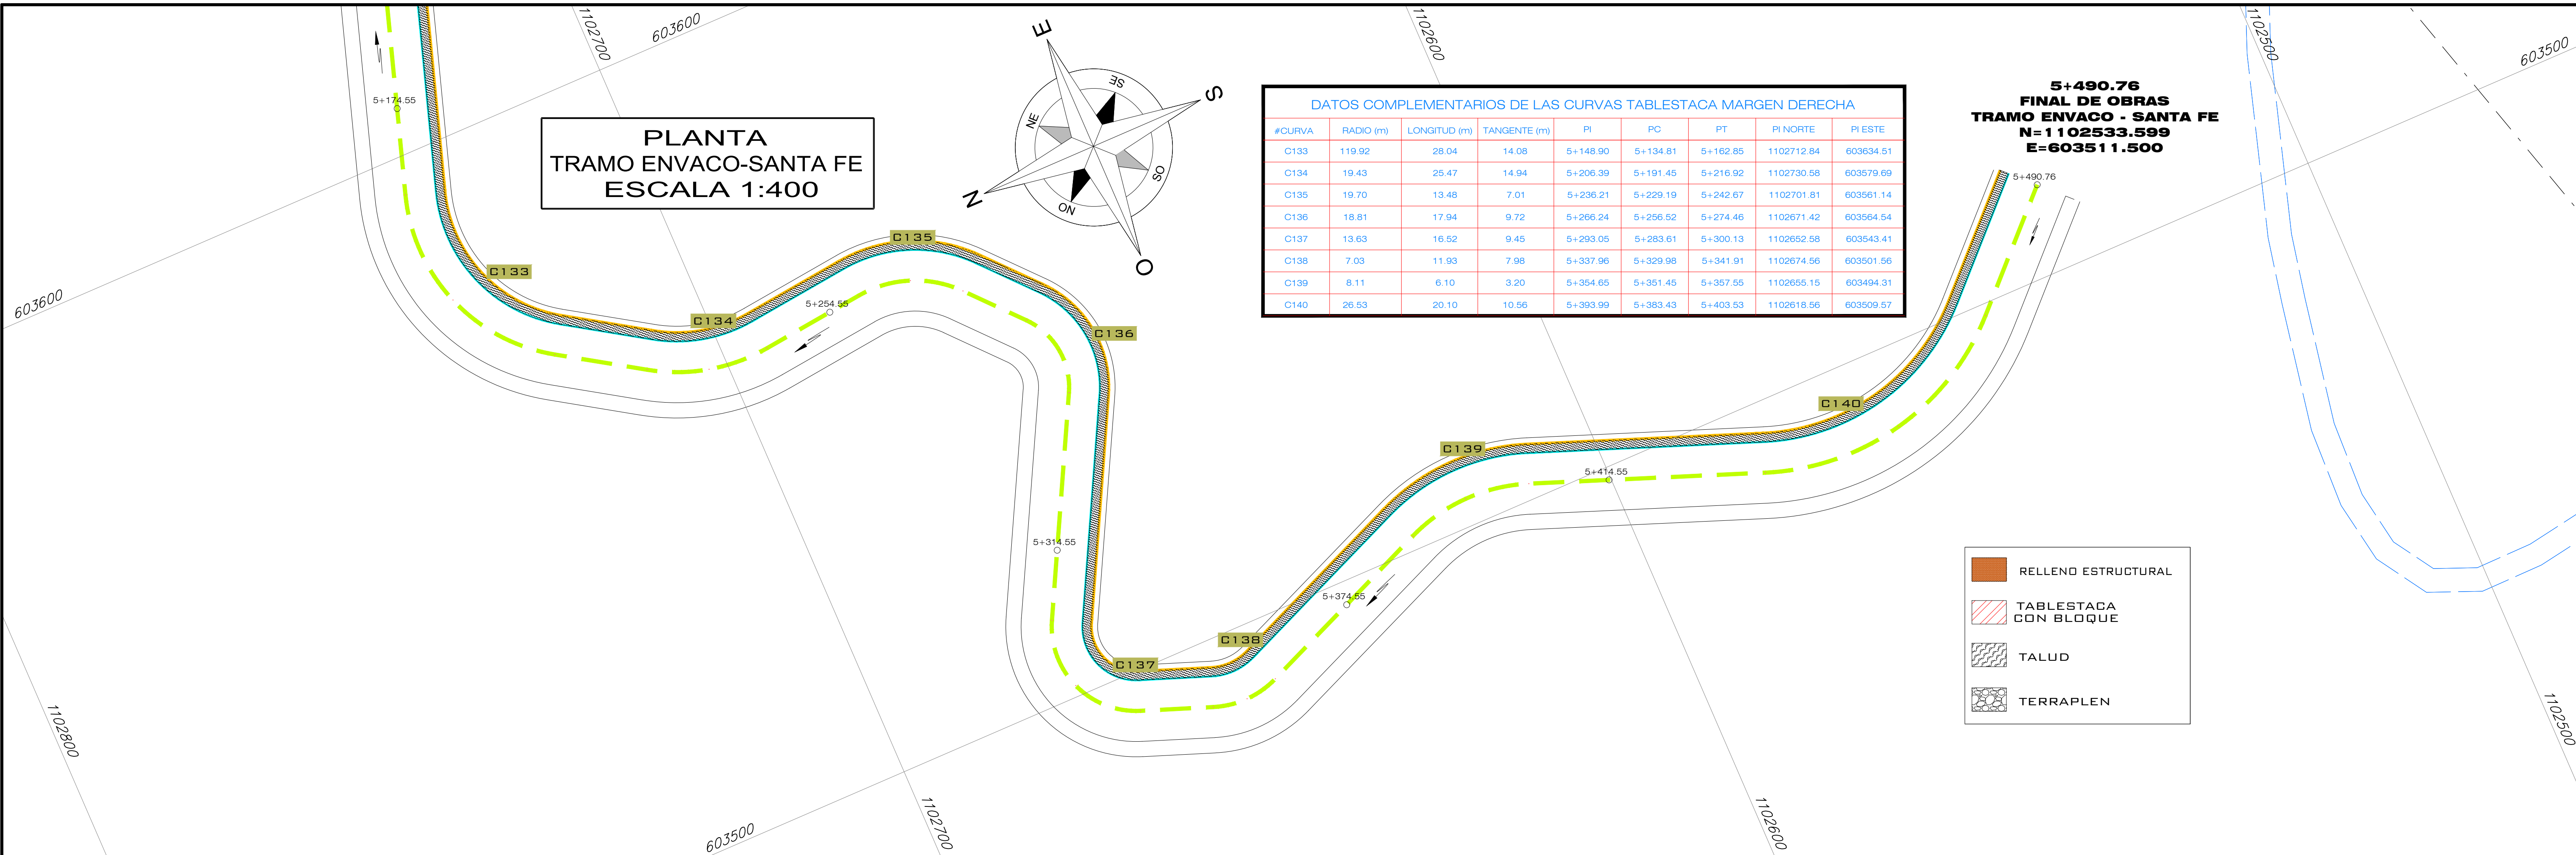 1102700
603600
1102600
1102500
603500
5+174.55
PLANTA
TRAMO ENVACO-SANTA FE
ESCALA 1:400
E
SE
S
NE
SO
N
NO
O
DATOS COMPLEMENTARIOS DE LAS CURVAS TABLESTACA MARGEN DERECHA
#CURVA RADIO (m) LONGITUD (m) TANGENTE (m) PI PC PT PI NORTE PI ESTE
C133 119.92 28.04 14.08 5+148.90 5+134.81 5+162.85 1102712.84 603634.51
C134 19.43 25.47 14.94 5+206.39 5+191.45 5+216.92 1102730.58 603579.69
C135 19.70 13.48 7.01 5+236.21 5+229.19 5+242.67 1102701.81 603561.14
C136 18.81 17.94 9.72 5+266.24 5+256.52 5+274.46 1102671.42 603564.54
C137 13.63 16.52 9.45 5+293.05 5+283.61 5+300.13 1102652.58 603543.41
C138 7.03 11.93 7.98 5+337.96 5+329.98 5+341.91 1102674.56 603501.56
C139 8.11 6.10 3.20 5+354.65 5+351.45 5+357.55 1102655.15 603494.31
C140 26.53 20.10 10.56 5+393.99 5+383.43 5+403.53 1102618.56 603509.57
5+490.76
FINAL DE OBRAS
TRAMO ENVACO - SANTA FE
N=1102533.599
E=603511.500
5+490.76
C135
C133
603600
5+254.55
C134
C136
C140
C139
5+414.55
5+314.55
5+374.55
C138
C137
RELLENO ESTRUCTURAL
TABLESTACA
CON BLOQUE
TALUD
TERRAPLEN
1102800
603500
1102700
1102600
1102500